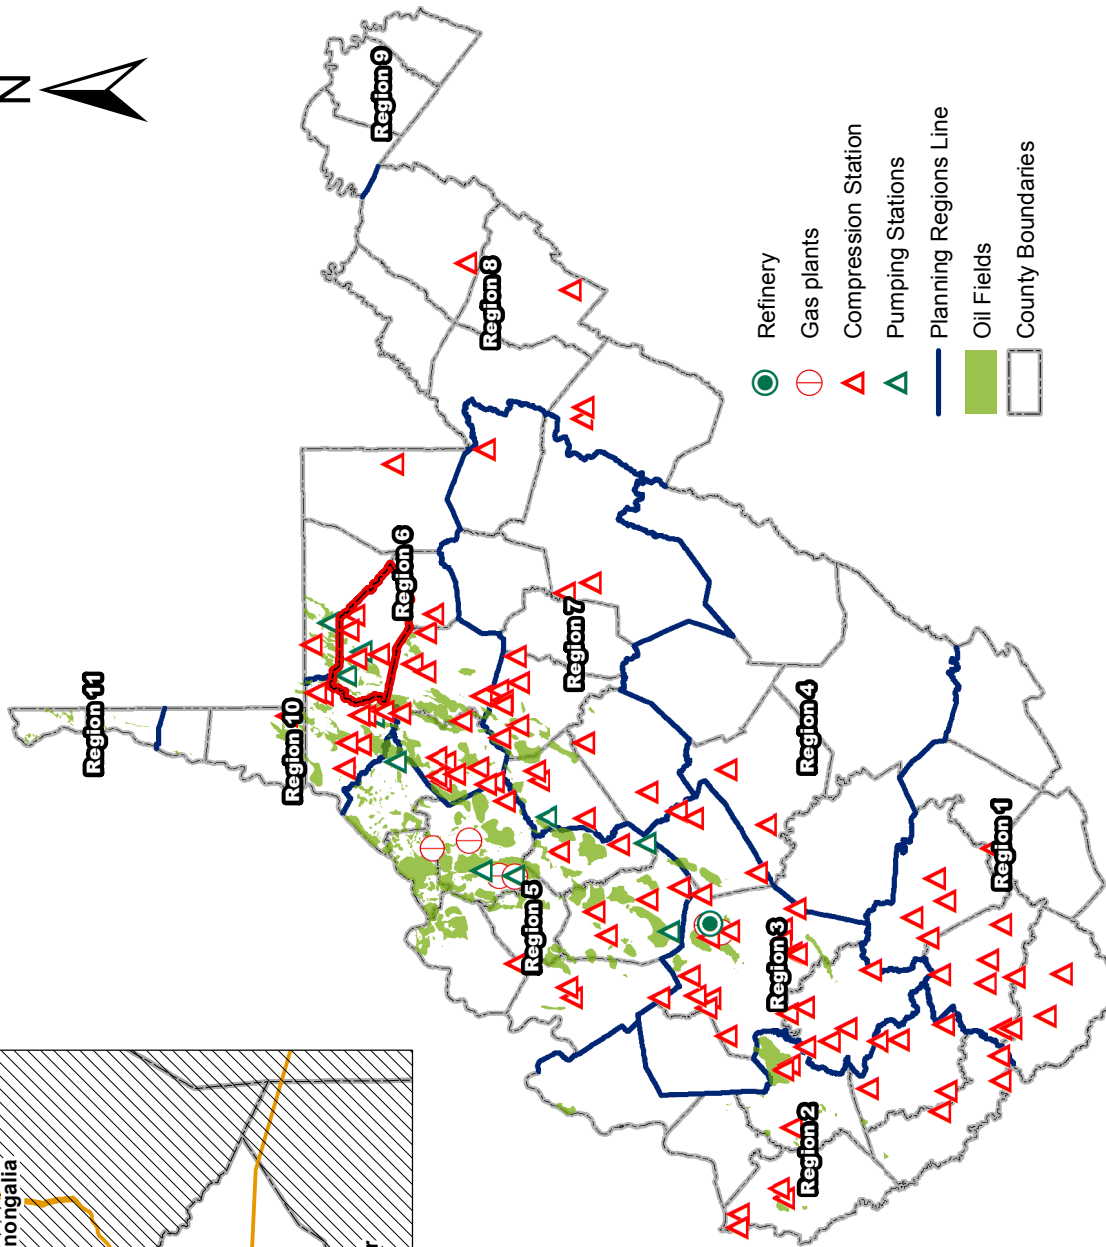 N
Region 9
Region 8
Region 11
Region 6
Region 10
Region 7
Region 5
Region 4
Region 3
Region 1
Region 2
Refinery
Gas plants
Compression Station
Pumping Stations
Planning Regions Line
Oil Fields
County Boundaries
nongalia
r